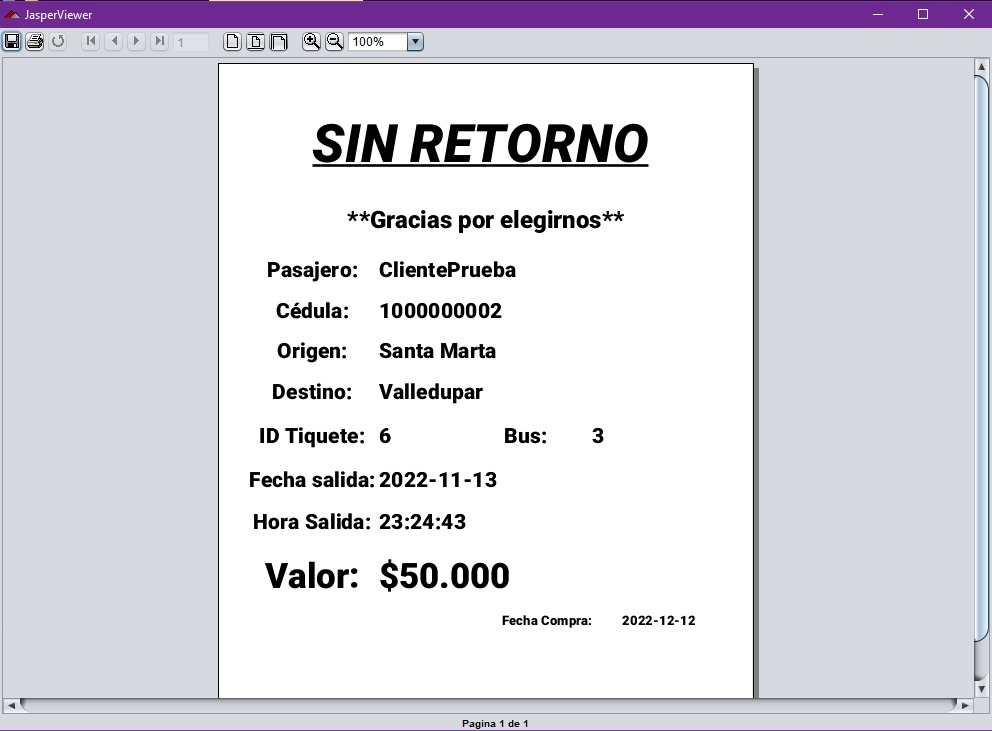 JasperViewer
1
100%
SIN RETORNO
**Gracias por elegirnos**
Pasajero: ClientePrueba
Cédula: 1000000002
Origen: Santa Marta
Destino: Valledupar
ID Tiquete: 6 Bus: 3
Fecha salida: 2022-11-13
Hora Salida: 23:24:43
Valor: $50.000
Fecha Compra: 2022-12-12
Pagina 1 de 1